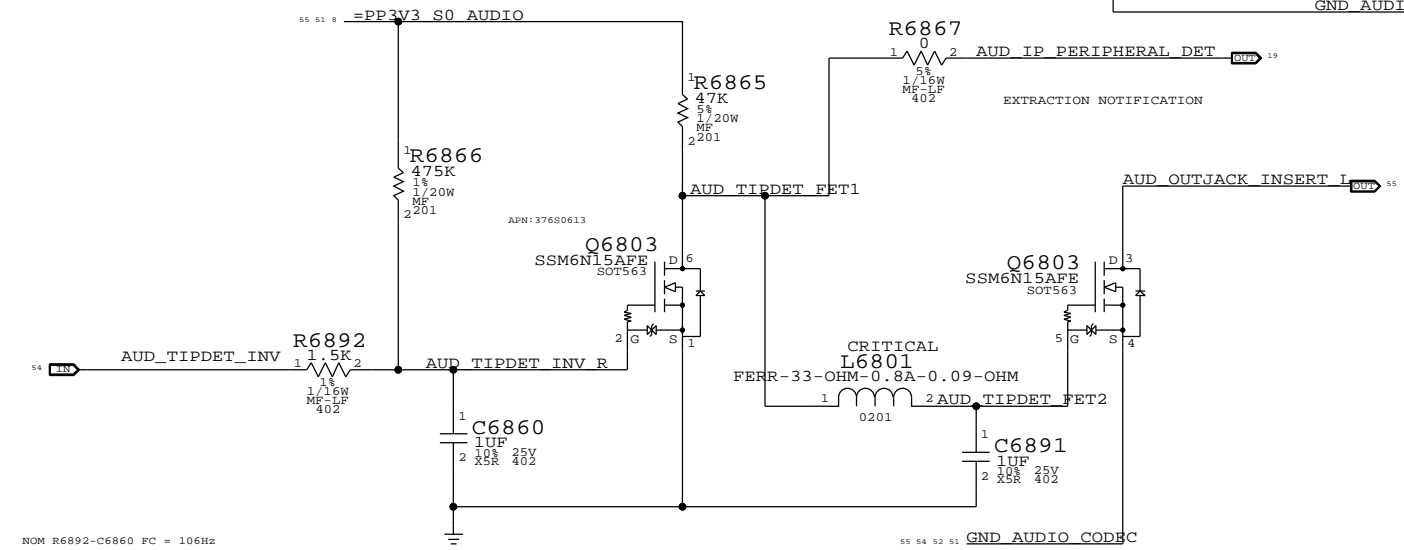 GND_AUDI
55 51 8 =PP3V3_S0_AUDIO
R6867
0
1 2 AUD_IP_PERIPHERAL_DET OUT 19
5%
1/16W
MF-LF
402
EXTRACTION NOTIFICATION
1 R6865
47K
5%
1/20W
MF
2 201
1 R6866
475K
1%
1/20W
MF
2 201
AUD_TIPDET_FET1
AUD_OUTJACK_INSERT_L OUT 55
APN:376S0613
Q6803
SSM6N15AFE
SOT563
D 6
2 G S 1
Q6803
SSM6N15AFE
SOT563
D 3
5 G S 4
R6892
54 IN AUD_TIPDET_INV 1 1.5K 2
1%
1/16W
MF-LF
402
AUD_TIPDET_INV_R
CRITICAL
L6801
FERR-33-OHM-0.8A-0.09-OHM
1 2 AUD_TIPDET_FET2
0201
1
C6860
1UF
10% 25V
2 X5R 402
1
C6891
1UF
10% 25V
2 X5R 402
NOM R6892-C6860 FC = 106Hz
55 54 52 51 GND_AUDIO_CODEC